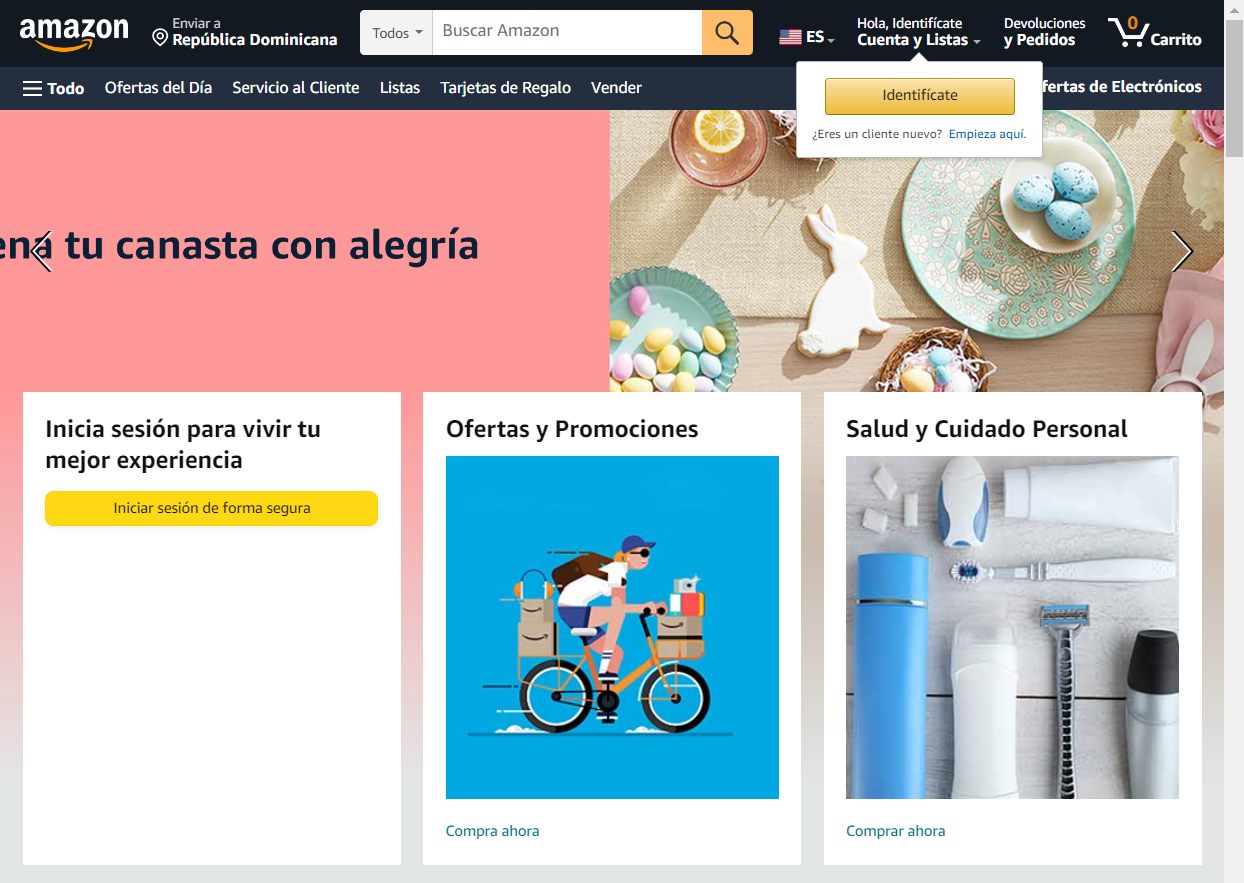 amazon
Enviar a
República Dominicana
Todos
Buscar Amazon
ES
Hola, Identifícate
Cuenta y Listas
Devoluciones
y Pedidos
0
Carrito
Todo
Ofertas del Día
Servicio al Cliente
Listas
Tarjetas de Regalo
Vender
fertas de Electrónicos
Identifícate
¿Eres un cliente nuevo? Empieza aquí.
ena tu canasta con alegría
Inicia sesión para vivir tu
mejor experiencia
Iniciar sesión de forma segura
Ofertas y Promociones
Compra ahora
Salud y Cuidado Personal
Comprar ahora